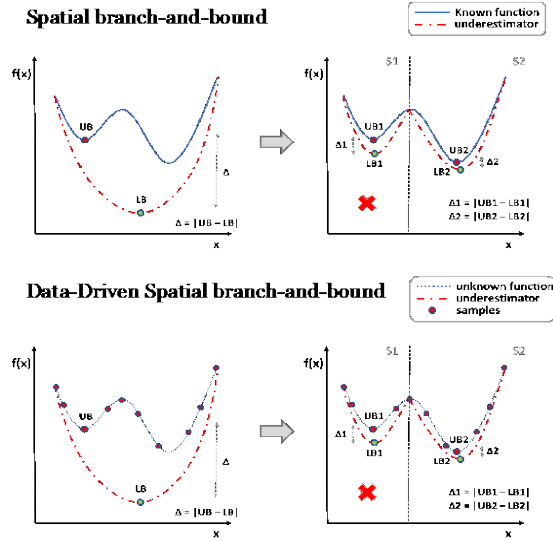 Spatial branch-and-bound
Known function
underestimator
f(x)
UB
Δ
LB
Δ = |UB − LB|
x
f(x)
S1
S2
UB1
Δ1
LB1
UB2
Δ2
LB2
Δ1 = |UB1 − LB1|
Δ2 = |UB2 − LB2|
x
Data-Driven Spatial branch-and-bound
unknown function
underestimator
samples
f(x)
UB
Δ
LB
Δ = |UB − LB|
x
f(x)
S1
S2
UB1
Δ1
LB1
UB2
Δ2
LB2
Δ1 = |UB1 − LB1|
Δ2 = |UB2 − LB2|
x